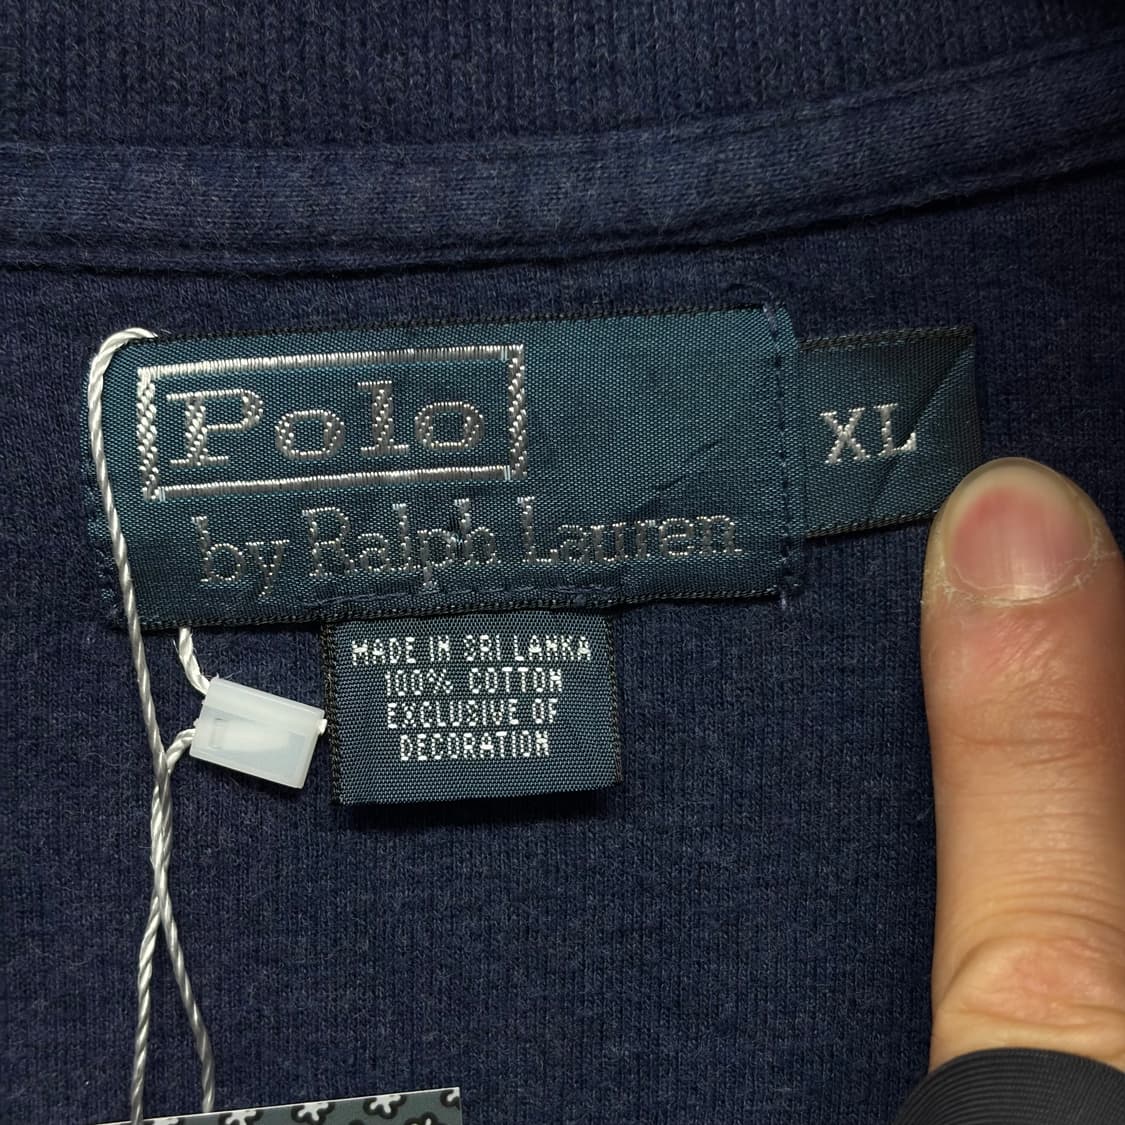 Polo
by Ralph Lauren
XL
MADE IN SRI LANKA
100% COTTON
EXCLUSIVE OF
DECORATION